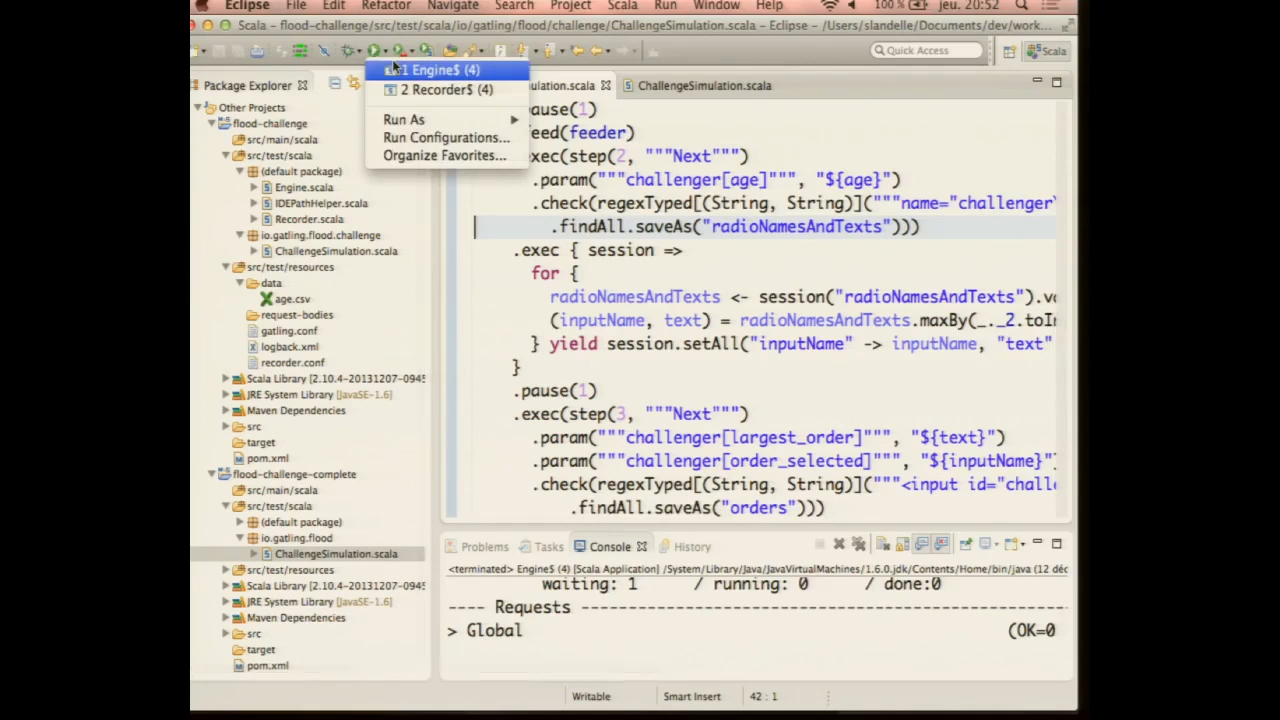 Eclipse File Edit Refactor Navigate Search Project Scala Run Window Help 100 % jeu. 20:52
Scala – flood-challenge/src/test/scala/io/gatling/flood/challenge/ChallengeSimulation.scala – Eclipse – /Users/slandelle/Documents/dev/work...
Quick Access
Scala
1 Engine$ (4)
2 Recorder$ (4)
Run As
Run Configurations...
Organize Favorites...
Package Explorer
Other Projects
flood-challenge
src/main/scala
src/test/scala
(default package)
Engine.scala
IDEPathHelper.scala
Recorder.scala
io.gatling.flood.challenge
ChallengeSimulation.scala
src/test/resources
data
age.csv
request-bodies
gatling.conf
logback.xml
recorder.conf
Scala Library [2.10.4-20131207-0945
JRE System Library [JavaSE-1.6]
Maven Dependencies
src
target
pom.xml
flood-challenge-complete
src/main/scala
src/test/scala
(default package)
io.gatling.flood
ChallengeSimulation.scala
src/test/resources
Scala Library [2.10.4-20131207-0945
JRE System Library [JavaSE-1.6]
Maven Dependencies
src
target
pom.xml
ulation.scala ChallengeSimulation.scala
pause(1)
feed(feeder)
exec(step(2, """Next""")
.param("""challenger[age]""", "${age}")
.check(regexTyped[(String, String)]("""name="challenger\
.findAll.saveAs("radioNamesAndTexts")))
.exec { session =>
for {
radioNamesAndTexts <- session("radioNamesAndTexts").va
(inputName, text) = radioNamesAndTexts.maxBy(_._2.toIn
} yield session.setAll("inputName" -> inputName, "text"
}
.pause(1)
.exec(step(3, """Next""")
.param("""challenger[largest_order]""", "${text}")
.param("""challenger[order_selected]""", "${inputName}")
.check(regexTyped[(String, String)]("""<input id="challe
.findAll.saveAs("orders")))
Problems Tasks Console History
<terminated> Engine$ (4) [Scala Application] /System/Library/Java/JavaVirtualMachines/1.6.0.jdk/Contents/Home/bin/java (12 déc
waiting: 1 / running: 0 / done:0
---- Requests --------------------------------------------------
> Global (OK=0
Writable Smart Insert 42 : 1